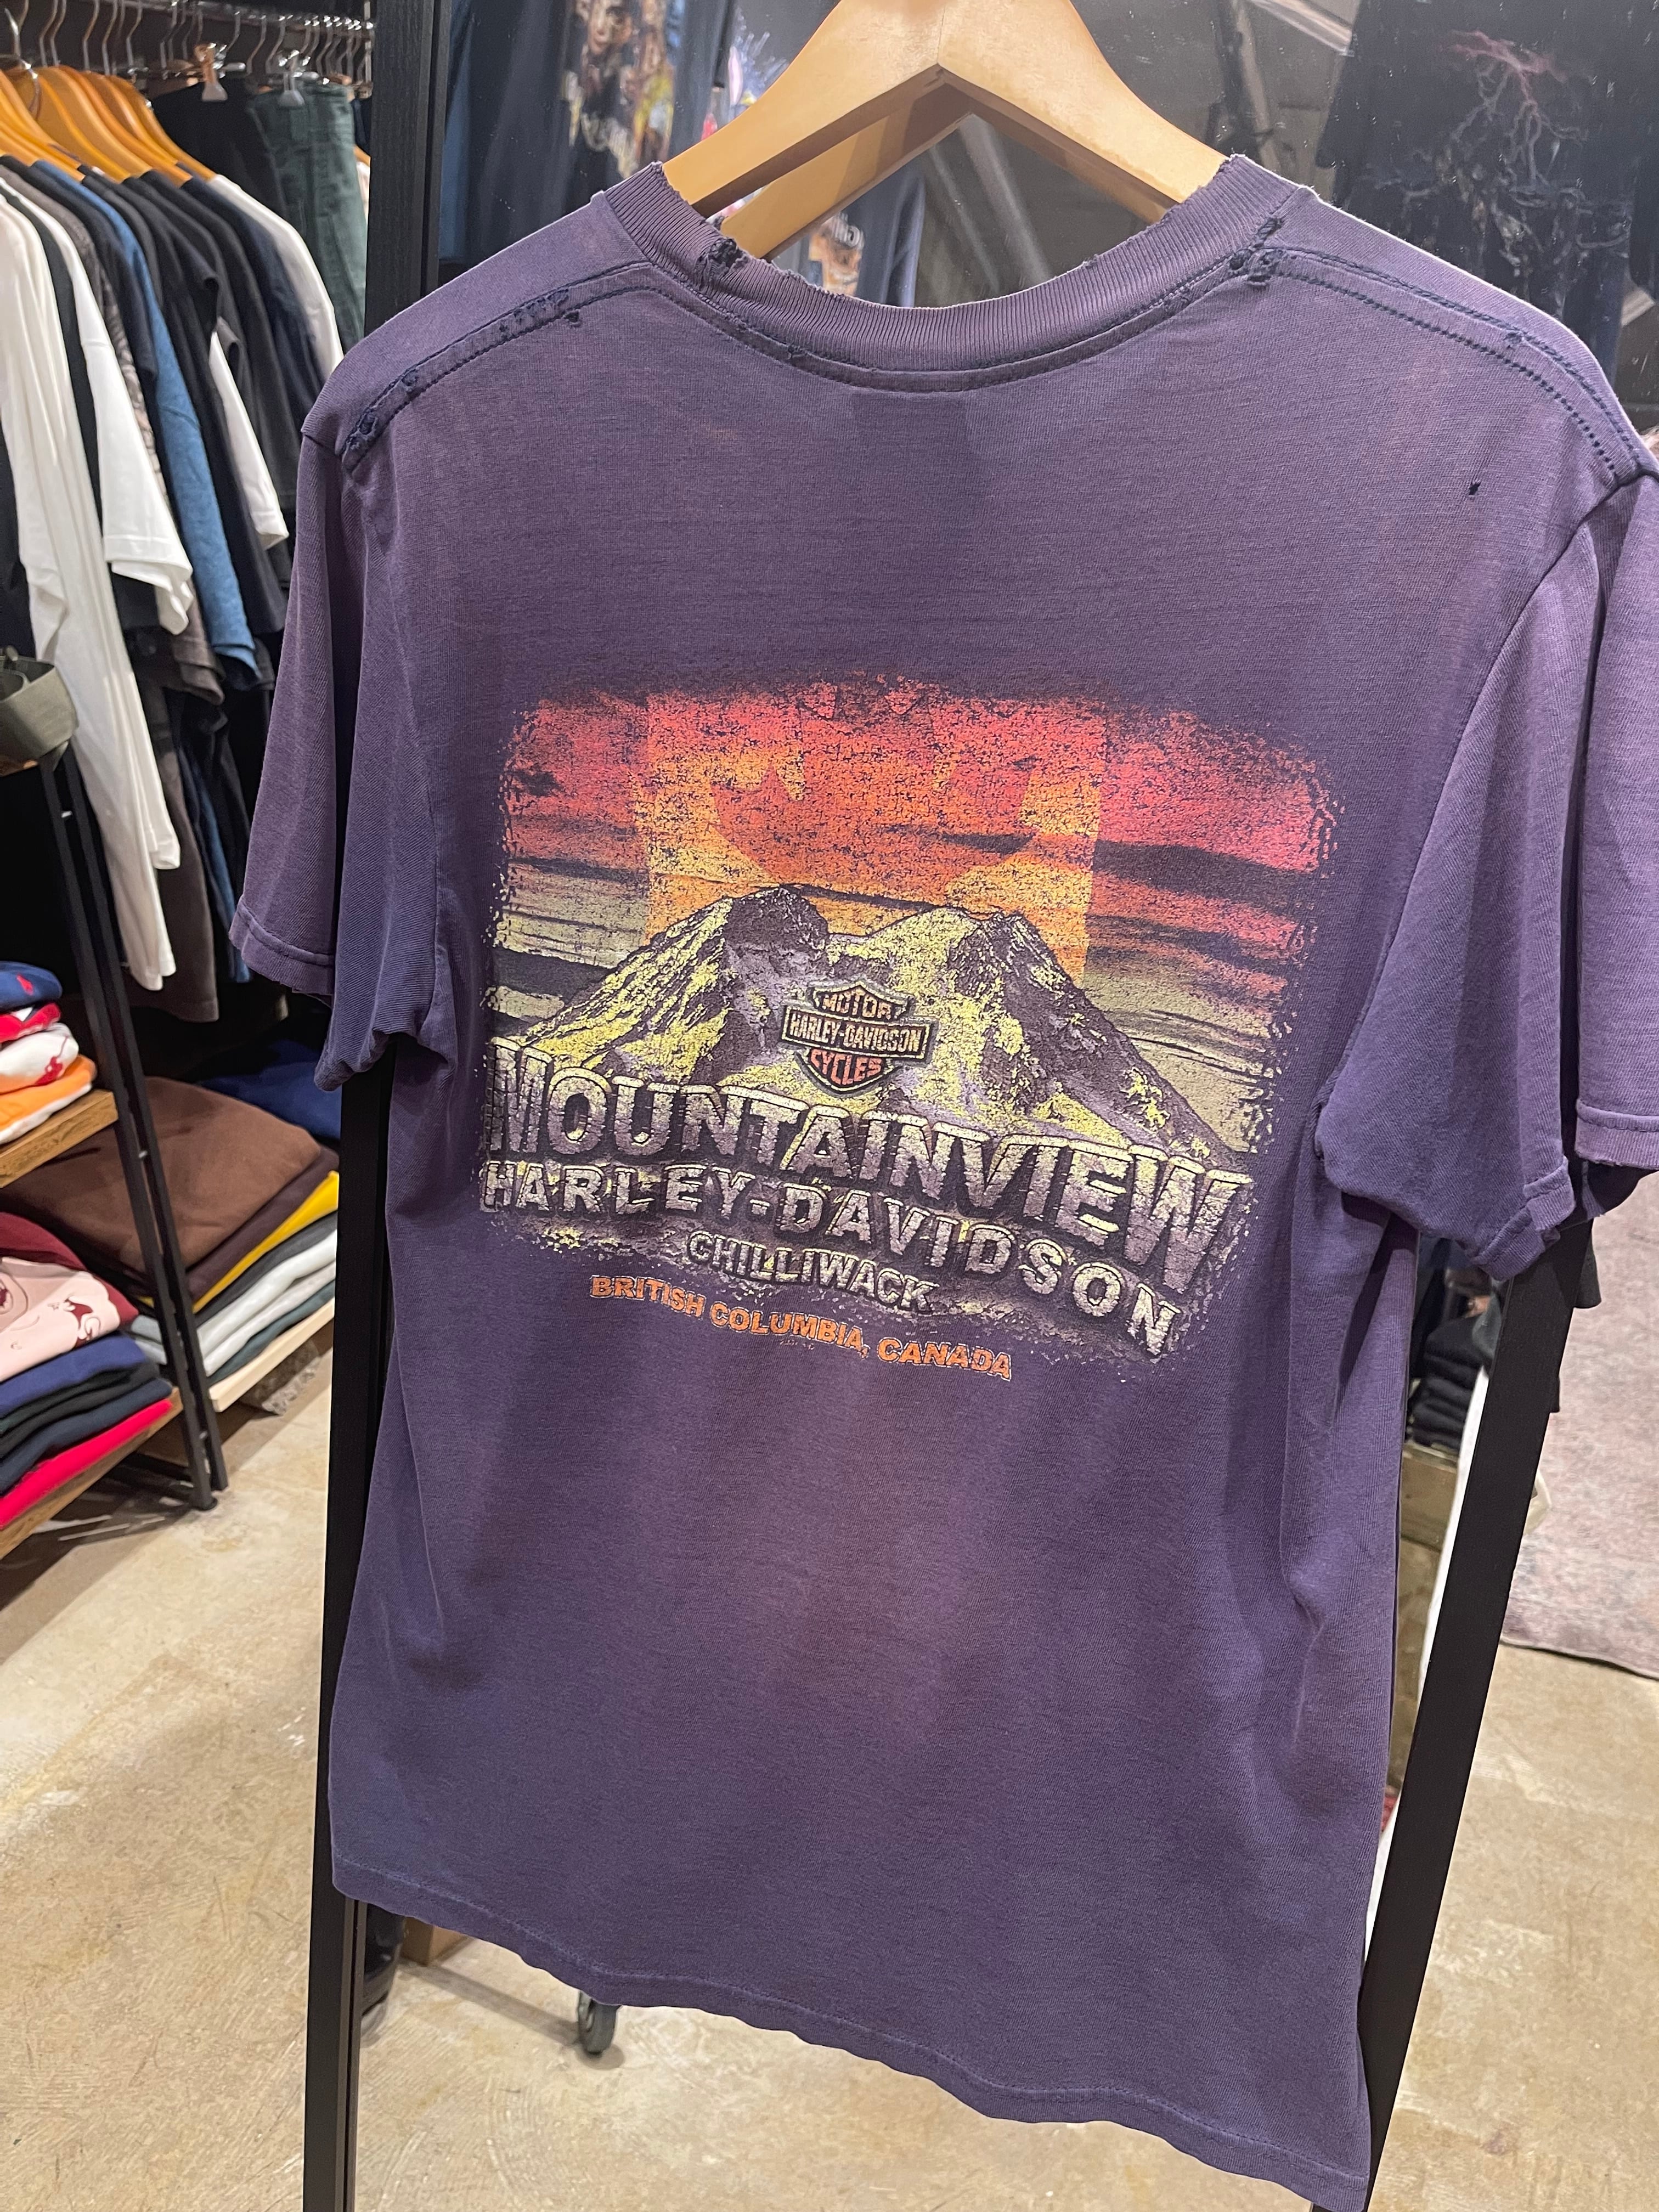 MOTOR
HARLEY-DAVIDSON
CYCLES
MOUNTAINVIEW
HARLEY-DAVIDSON
CHILLIWACK
BRITISH COLUMBIA, CANADA